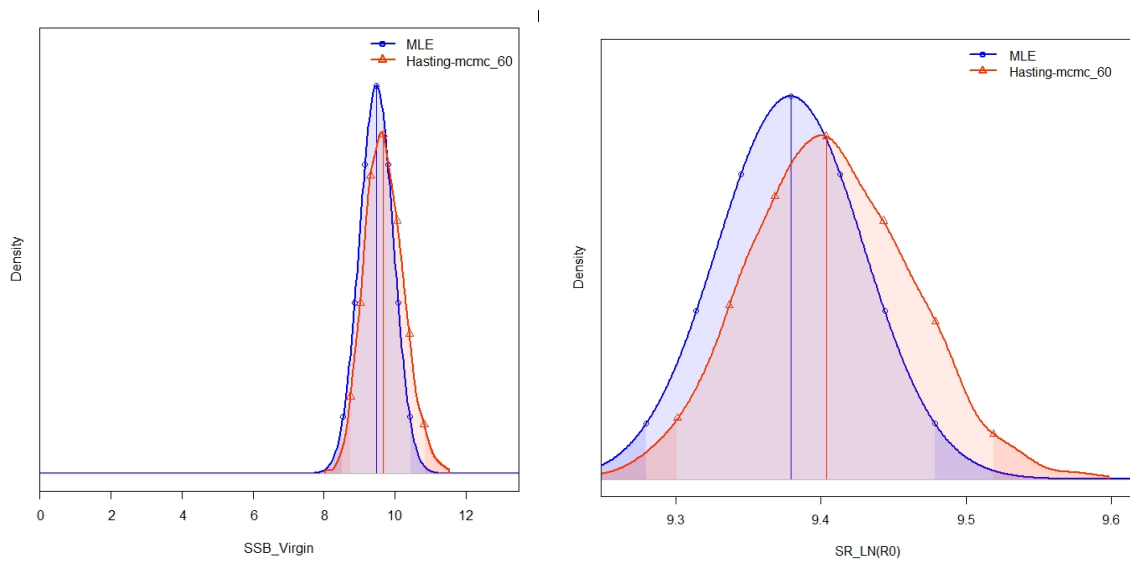 MLE
Hasting-mcmc_60
Density
0 2 4 6 8 10 12
SSB_Virgin
MLE
Hasting-mcmc_60
Density
9.3 9.4 9.5 9.6
SR_LN(R0)